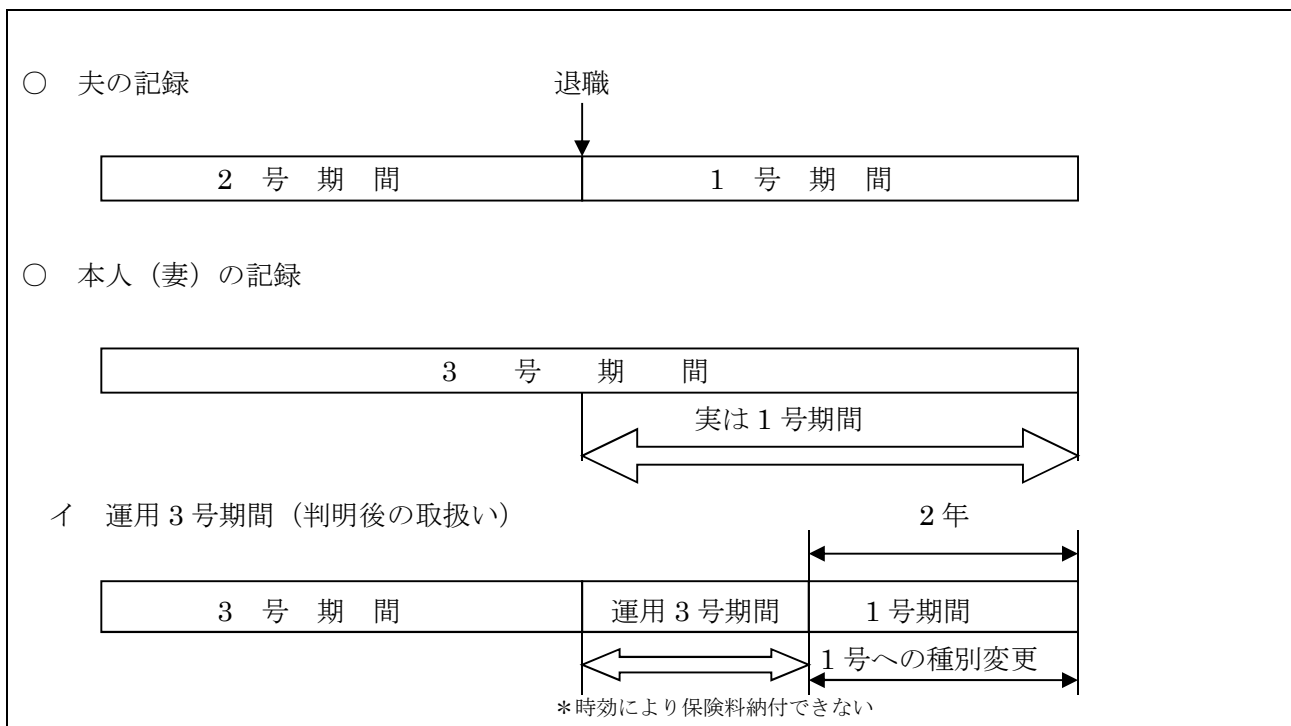 ○ 夫の記録 退職
2 号 期 間 1 号 期 間
○ 本人(妻)の記録
3 号 期 間
実は 1 号期間
イ 運用 3 号期間(判明後の取扱い) 2 年
3 号 期 間 運用 3 号期間 1 号期間
1 号への種別変更
*時効により保険料納付できない